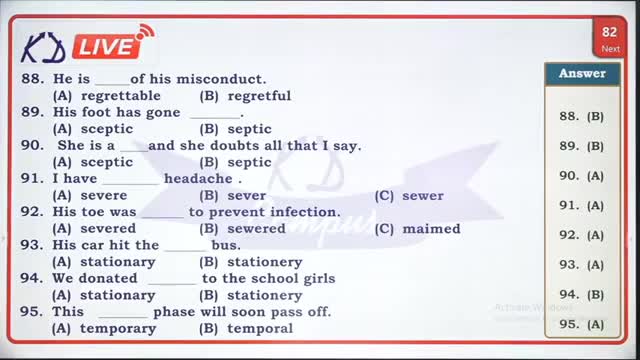 KD LIVE
82
Next
88. He is ____of his misconduct.
(A) regrettable (B) regretful
89. His foot has gone ______.
(A) sceptic (B) septic
90. She is a ____and she doubts all that I say.
(A) sceptic (B) septic
91. I have _______ headache .
(A) severe (B) sever (C) sewer
92. His toe was _____ to prevent infection.
(A) severed (B) sewered (C) maimed
93. His car hit the _____ bus.
(A) stationary (B) stationery
94. We donated ______ to the school girls
(A) stationary (B) stationery
95. This ______ phase will soon pass off.
(A) temporary (B) temporal
Answer
88. (B)
89. (B)
90. (A)
91. (A)
92. (A)
93. (A)
94. (B)
95. (A)
KD
Campus
Activate Windows